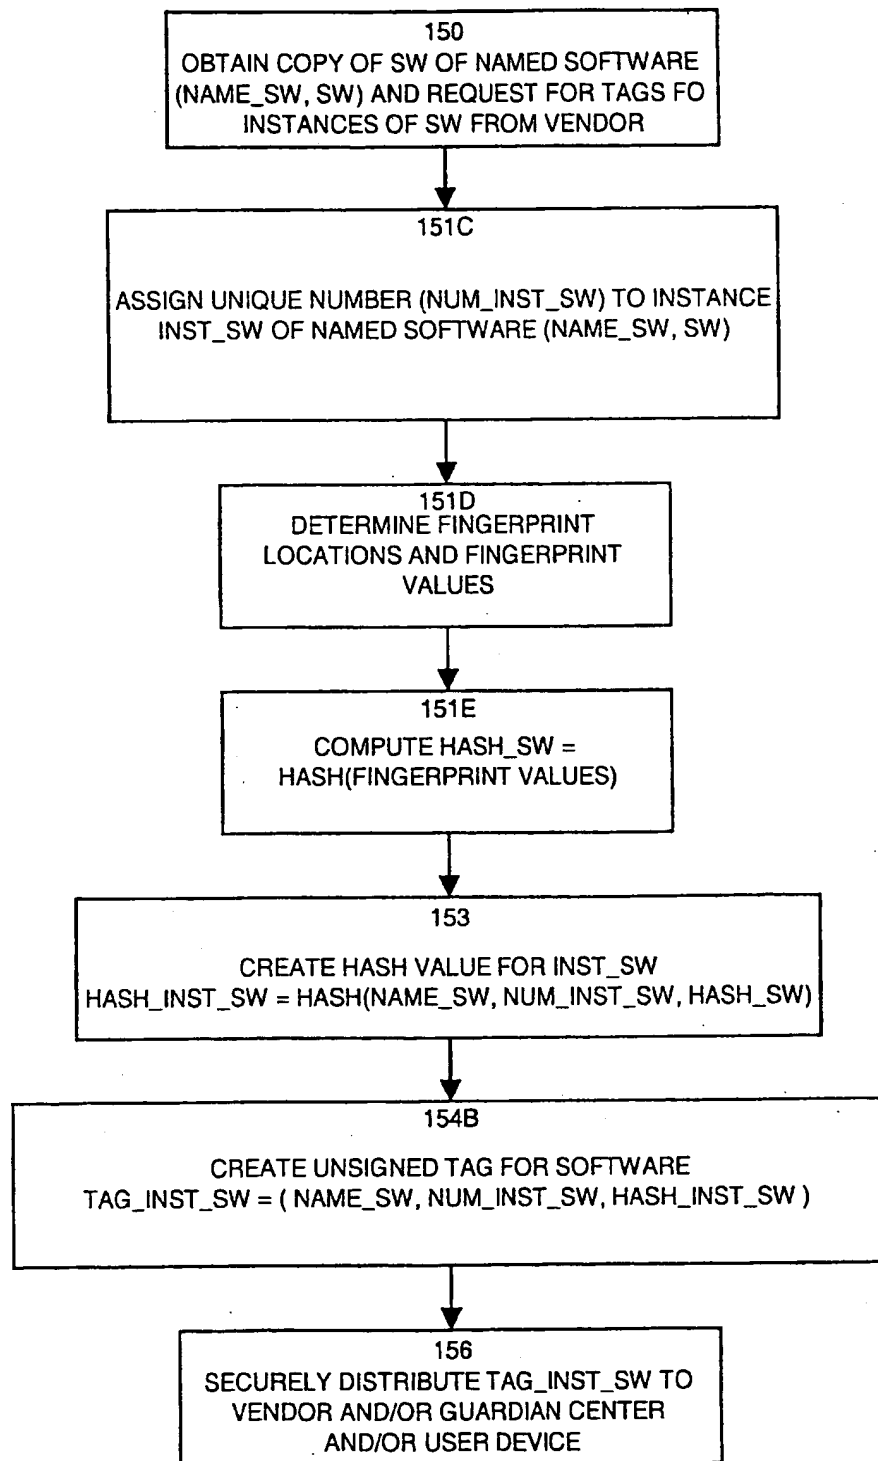 150
OBTAIN COPY OF SW OF NAMED SOFTWARE
(NAME_SW, SW) AND REQUEST FOR TAGS FO
INSTANCES OF SW FROM VENDOR
151C
ASSIGN UNIQUE NUMBER (NUM_INST_SW) TO INSTANCE
INST_SW OF NAMED SOFTWARE (NAME_SW, SW)
151D
DETERMINE FINGERPRINT
LOCATIONS AND FINGERPRINT
VALUES
151E
COMPUTE HASH_SW =
HASH(FINGERPRINT VALUES)
153
CREATE HASH VALUE FOR INST_SW
HASH_INST_SW = HASH(NAME_SW, NUM_INST_SW, HASH_SW)
154B
CREATE UNSIGNED TAG FOR SOFTWARE
TAG_INST_SW = ( NAME_SW, NUM_INST_SW, HASH_INST_SW )
156
SECURELY DISTRIBUTE TAG_INST_SW TO
VENDOR AND/OR GUARDIAN CENTER
AND/OR USER DEVICE